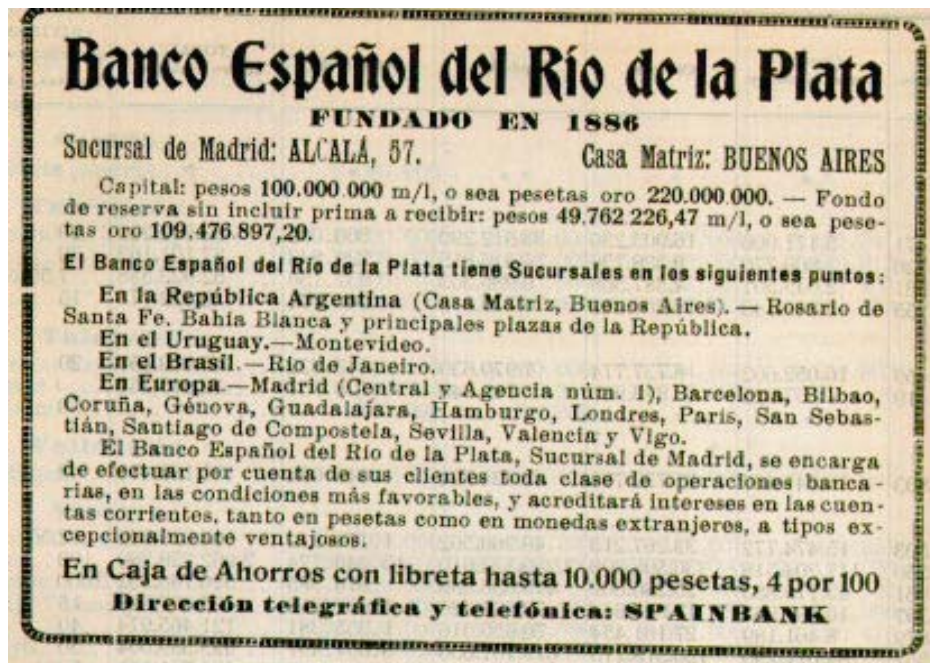 Banco Español del Río de la Plata
FUNDADO EN 1886
Sucursal de Madrid: ALCALÁ, 57. Casa Matriz: BUENOS AIRES
Capital: pesos 100.000.000 m/l, o sea pesetas oro 220.000.000. — Fondo
de reserva sin incluir prima a recibir: pesos 49.762 226,47 m/l, o sea pese-
tas oro 109.476 897,20.
El Banco Español del Río de la Plata tiene Sucursales en los siguientes puntos:
En la República Argentina (Casa Matriz, Buenos Aires). — Rosario de
Santa Fe. Bahía Blanca y principales plazas de la República.
En el Uruguay.—Montevideo.
En el Brasil.—Río de Janeiro.
En Europa.—Madrid (Central y Agencia núm. 1), Barcelona, Bilbao,
Coruña, Génova, Guadalajara, Hamburgo, Londres, París, San Sebas-
tián, Santiago de Compostela, Sevilla, Valencia y Vigo.
El Banco Español del Río de la Plata, Sucursal de Madrid, se encarga
de efectuar por cuenta de sus clientes toda clase de operaciones banca-
rias, en las condiciones más favorables, y acreditará intereses en las cuen-
tas corrientes. tanto en pesetas como en monedas extranjeras, a tipos ex-
cepcionalmente ventajosos.
En Caja de Ahorros con libreta hasta 10.000 pesetas, 4 por 100
Dirección telegráfica y telefónica: SPAINBANK